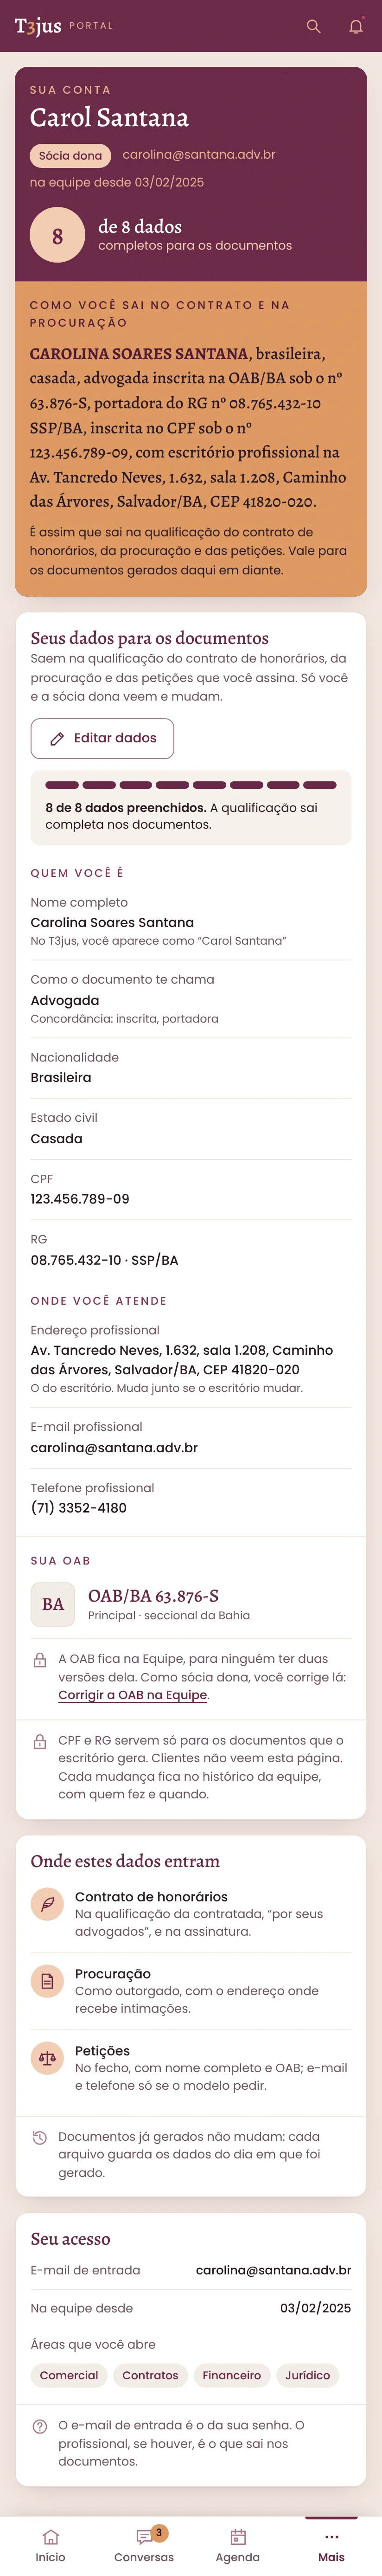 T3jus PORTAL
SUA CONTA
Carol Santana
Sócia dona carolina@santana.adv.br
na equipe desde 03/02/2025
8
de 8 dados
completos para os documentos
COMO VOCÊ SAI NO CONTRATO E NA
PROCURAÇÃO
CAROLINA SOARES SANTANA, brasileira,
casada, advogada inscrita na OAB/BA sob o nº
63.876-S, portadora do RG nº 08.765.432-10
SSP/BA, inscrita no CPF sob o nº
123.456.789-09, com escritório profissional na
Av. Tancredo Neves, 1.632, sala 1.208, Caminho
das Árvores, Salvador/BA, CEP 41820-020.
É assim que sai na qualificação do contrato de
honorários, da procuração e das petições. Vale para
os documentos gerados daqui em diante.
Seus dados para os documentos
Saem na qualificação do contrato de honorários, da
procuração e das petições que você assina. Só você
e a sócia dona veem e mudam.
Editar dados
8 de 8 dados preenchidos. A qualificação sai
completa nos documentos.
QUEM VOCÊ É
Nome completo
Carolina Soares Santana
No T3jus, você aparece como “Carol Santana”
Como o documento te chama
Advogada
Concordância: inscrita, portadora
Nacionalidade
Brasileira
Estado civil
Casada
CPF
123.456.789-09
RG
08.765.432-10 · SSP/BA
ONDE VOCÊ ATENDE
Endereço profissional
Av. Tancredo Neves, 1.632, sala 1.208, Caminho
das Árvores, Salvador/BA, CEP 41820-020
O do escritório. Muda junto se o escritório mudar.
E-mail profissional
carolina@santana.adv.br
Telefone profissional
(71) 3352-4180
SUA OAB
BA
OAB/BA 63.876-S
Principal · seccional da Bahia
A OAB fica na Equipe, para ninguém ter duas
versões dela. Como sócia dona, você corrige lá:
Corrigir a OAB na Equipe.
CPF e RG servem só para os documentos que o
escritório gera. Clientes não veem esta página.
Cada mudança fica no histórico da equipe,
com quem fez e quando.
Onde estes dados entram
Contrato de honorários
Na qualificação da contratada, “por seus
advogados”, e na assinatura.
Procuração
Como outorgado, com o endereço onde
recebe intimações.
Petições
No fecho, com nome completo e OAB; e-mail
e telefone só se o modelo pedir.
Documentos já gerados não mudam: cada
arquivo guarda os dados do dia em que foi
gerado.
Seu acesso
E-mail de entrada carolina@santana.adv.br
Na equipe desde 03/02/2025
Áreas que você abre
Comercial Contratos Financeiro Jurídico
O e-mail de entrada é o da sua senha. O
profissional, se houver, é o que sai nos
documentos.
3
Início Conversas Agenda Mais